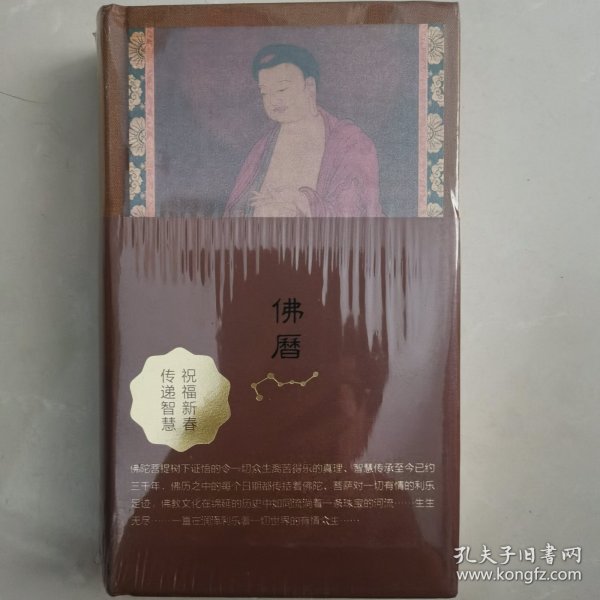 佛曆
祝福新春
传递智慧
佛陀菩提树下证悟的令一切众生离苦得乐的真理、智慧传承至今已约
三千年，佛历之中的每个日期都传持着佛陀、菩萨对一切有情的利乐
足迹，佛教文化在绵延的历史中如同流淌着一条珠宝的河流……生生
无尽……一直在润泽利乐着一切世界的有情众生……
孔夫子旧书网
www.kongfz.com